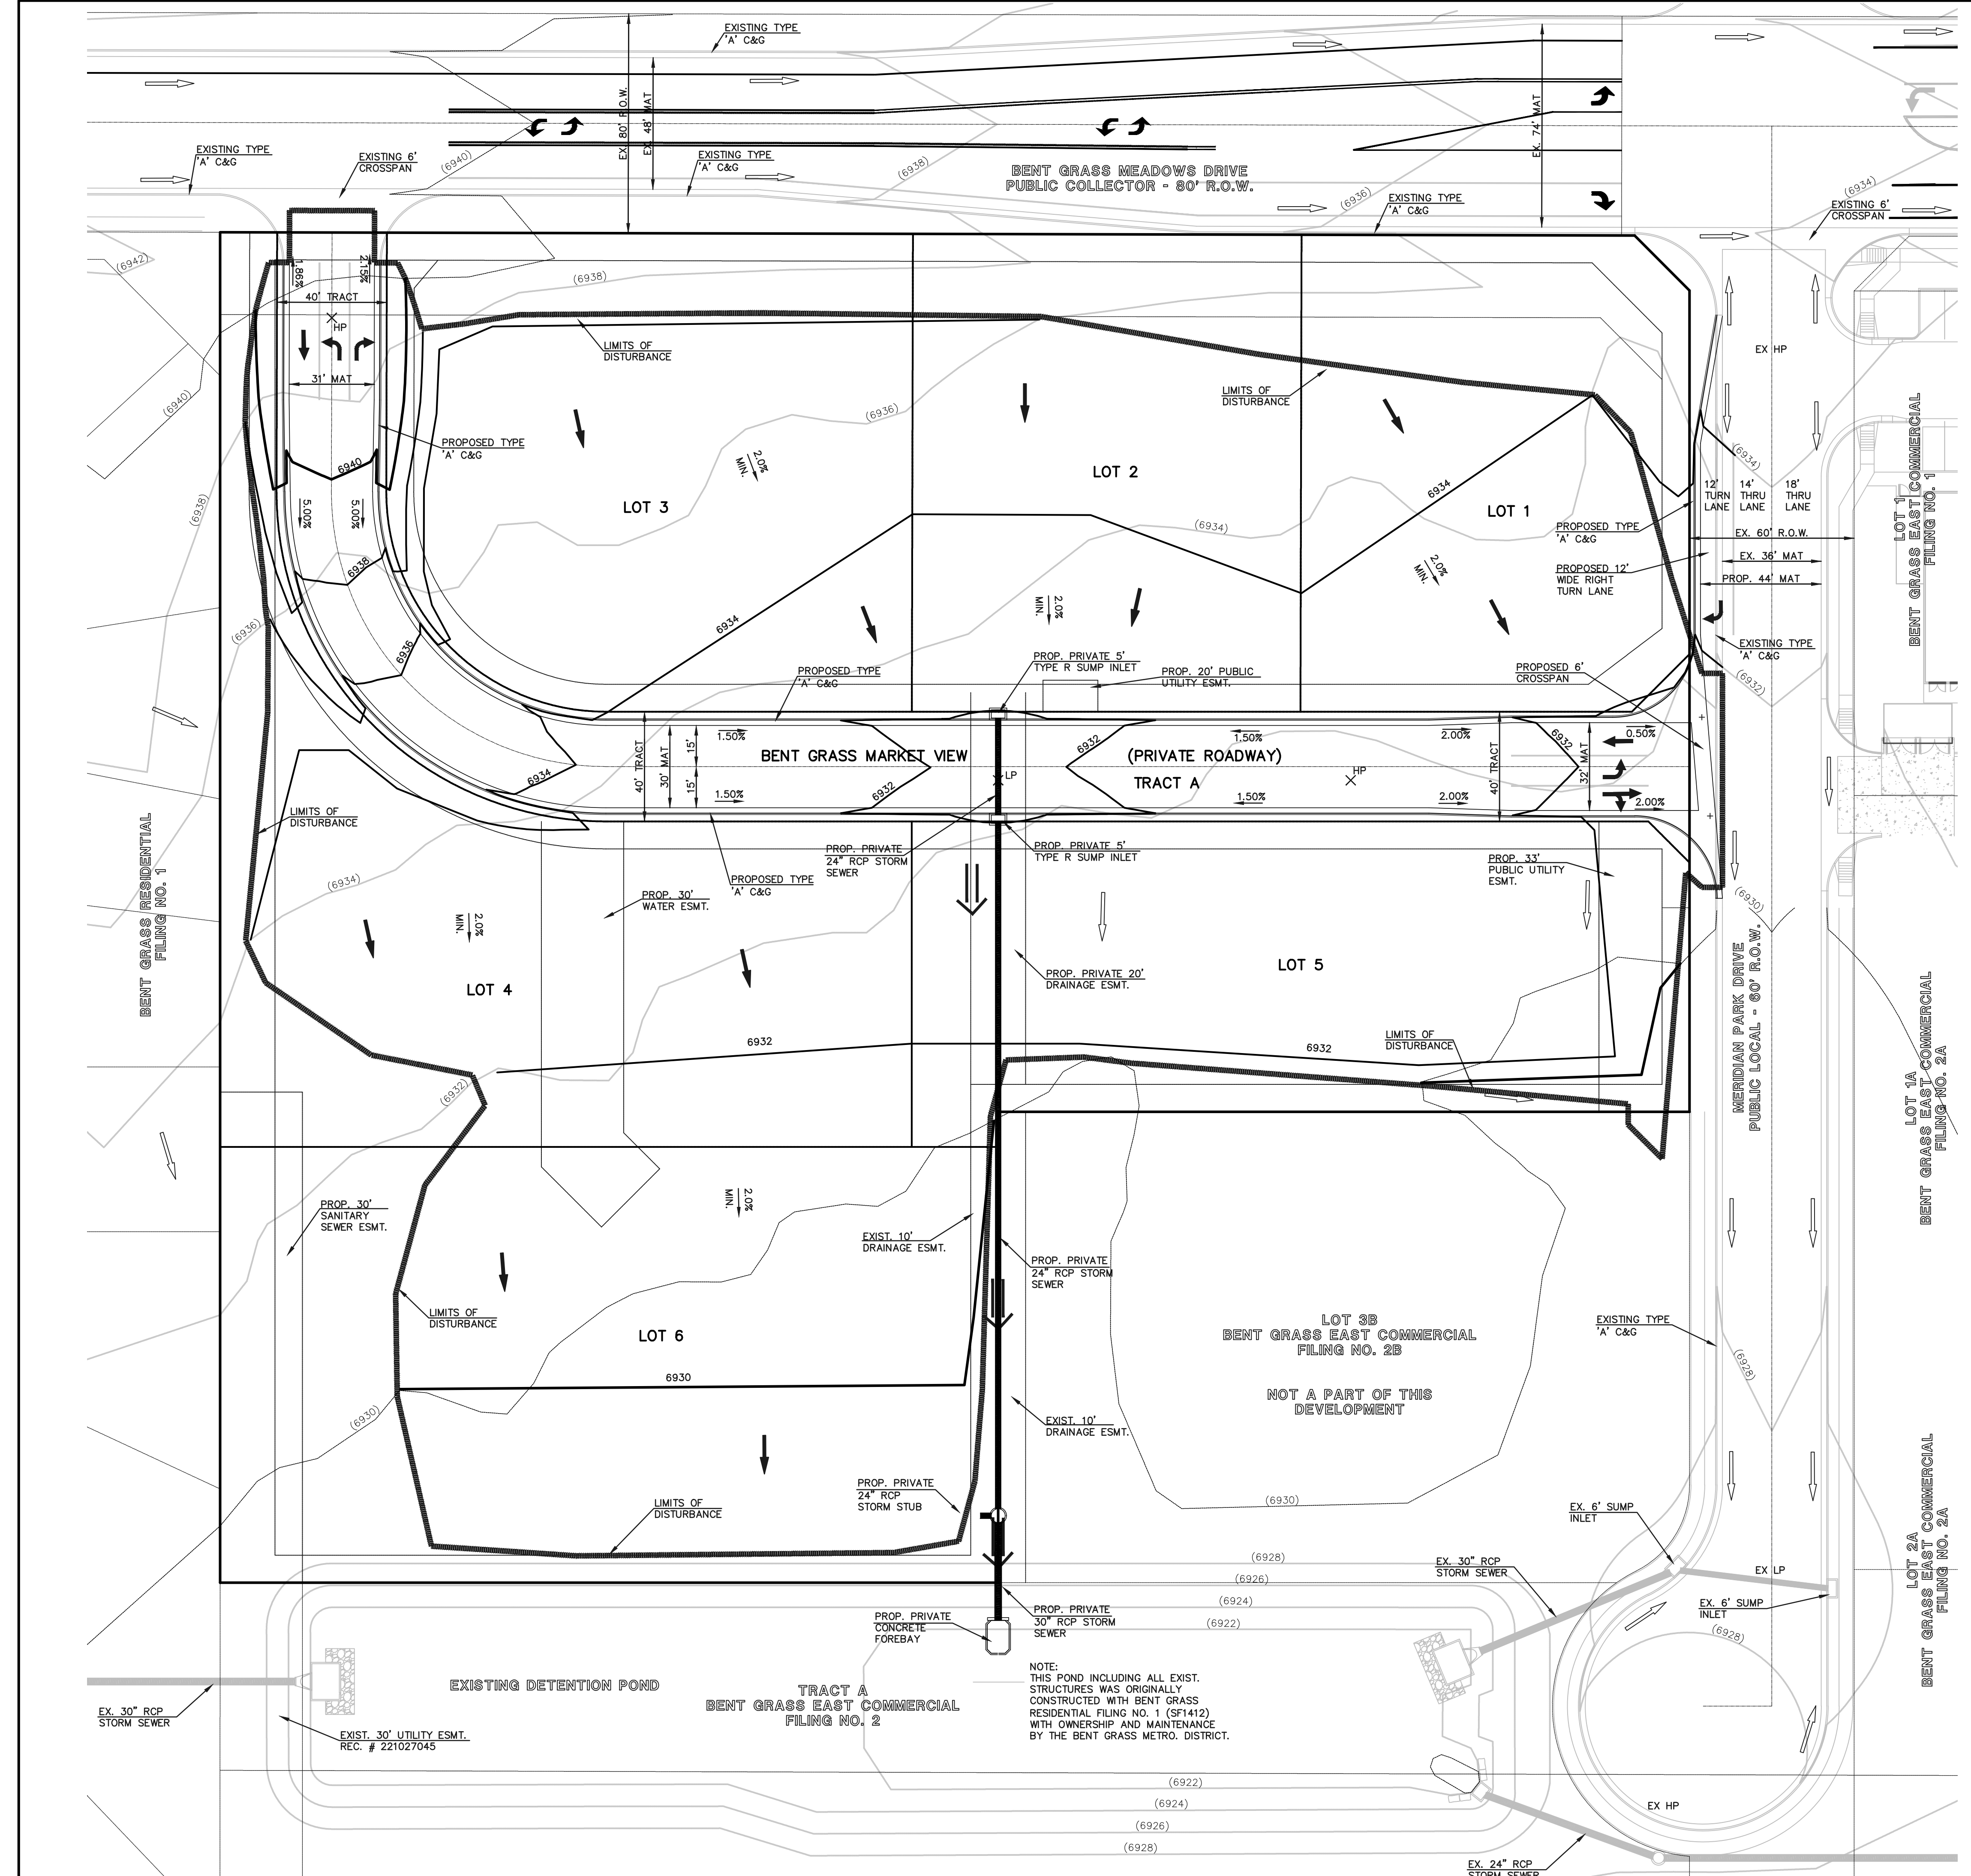 EXISTING TYPE
'A' C&G
EX. 80' R.O.W.
EX. 48' MAT
EX. 74' MAT
EXISTING TYPE
'A' C&G
EXISTING 6'
CROSSPAN
(6940)
EXISTING TYPE
'A' C&G
(6938)
BENT GRASS MEADOWS DRIVE
PUBLIC COLLECTOR - 80' R.O.W.
(6936)
EXISTING TYPE
'A' C&G
(6934)
EXISTING 6'
CROSSPAN
(6942)
1.86%
2.15%
40' TRACT
HP
31' MAT
(6938)
LIMITS OF
DISTURBANCE
(6936)
LIMITS OF
DISTURBANCE
EX HP
(6940)
PROPOSED TYPE
'A' C&G
6940
5.00%
5.00%
(6938)
2.0%
MIN.
LOT 3
LOT 2
LOT 1
6934
(6934)
(6934)
12'
TURN
LANE
14'
THRU
LANE
18'
THRU
LANE
PROPOSED TYPE
'A' C&G
EX. 60' R.O.W.
EX. 36' MAT
PROP. 44' MAT
PROPOSED 12'
WIDE RIGHT
TURN LANE
2.0%
MIN.
LOT 1
BENT GRASS EAST COMMERCIAL
FILING NO. 1
6938
(6936)
6936
6934
2.0%
MIN.
PROP. PRIVATE 5'
TYPE R SUMP INLET
PROPOSED TYPE
'A' C&G
PROP. 20' PUBLIC
UTILITY ESMT.
PROPOSED 6'
CROSSPAN
EXISTING TYPE
'A' C&G
(6932)
40' TRACT
30' MAT
15'
15'
1.50%
1.50%
BENT GRASS MARKET VIEW
(PRIVATE ROADWAY)
TRACT A
6934
6932
LP
6932
1.50%
1.50%
HP
2.00%
2.00%
40' TRACT
6932
32' MAT
0.50%
2.00%
LIMITS OF
DISTURBANCE
BENT GRASS RESIDENTIAL
FILING NO. 1
(6934)
PROP. PRIVATE
24" RCP STORM
SEWER
PROP. PRIVATE 5'
TYPE R SUMP INLET
PROPOSED TYPE
'A' C&G
PROP. 30'
WATER ESMT.
PROP. 33'
PUBLIC UTILITY
ESMT.
(6930)
2.0%
MIN.
LOT 4
PROP. PRIVATE 20'
DRAINAGE ESMT.
LOT 5
MERIDIAN PARK DRIVE
PUBLIC LOCAL - 60' R.O.W.
LOT 1A
BENT GRASS EAST COMMERCIAL
FILING NO. 2A
6932
6932
LIMITS OF
DISTURBANCE
(6932)
PROP. 30'
SANITARY
SEWER ESMT.
2.0%
MIN.
EXIST. 10'
DRAINAGE ESMT.
PROP. PRIVATE
24" RCP STORM
SEWER
LIMITS OF
DISTURBANCE
LOT 6
LOT 3B
BENT GRASS EAST COMMERCIAL
FILING NO. 2B
NOT A PART OF THIS
DEVELOPMENT
EXISTING TYPE
'A' C&G
(6928)
6930
(6930)
EXIST. 10'
DRAINAGE ESMT.
PROP. PRIVATE
24" RCP
STORM STUB
LIMITS OF
DISTURBANCE
(6930)
EX. 6' SUMP
INLET
LOT 2A
BENT GRASS EAST COMMERCIAL
FILING NO. 2A
(6928)
(6926)
(6924)
(6922)
EX. 30" RCP
STORM SEWER
EX LP
EX. 6' SUMP
INLET
(6928)
PROP. PRIVATE
CONCRETE
FOREBAY
PROP. PRIVATE
30" RCP STORM
SEWER
NOTE:
THIS POND INCLUDING ALL EXIST.
STRUCTURES WAS ORIGINALLY
CONSTRUCTED WITH BENT GRASS
RESIDENTIAL FILING NO. 1 (SF1412)
WITH OWNERSHIP AND MAINTENANCE
BY THE BENT GRASS METRO. DISTRICT.
EXISTING DETENTION POND
TRACT A
BENT GRASS EAST COMMERCIAL
FILING NO. 2
EX. 30" RCP
STORM SEWER
EXIST. 30' UTILITY ESMT.
REC. # 221027045
(6922)
(6924)
(6926)
(6928)
EX HP
EX. 24" RCP
STORM SEWER